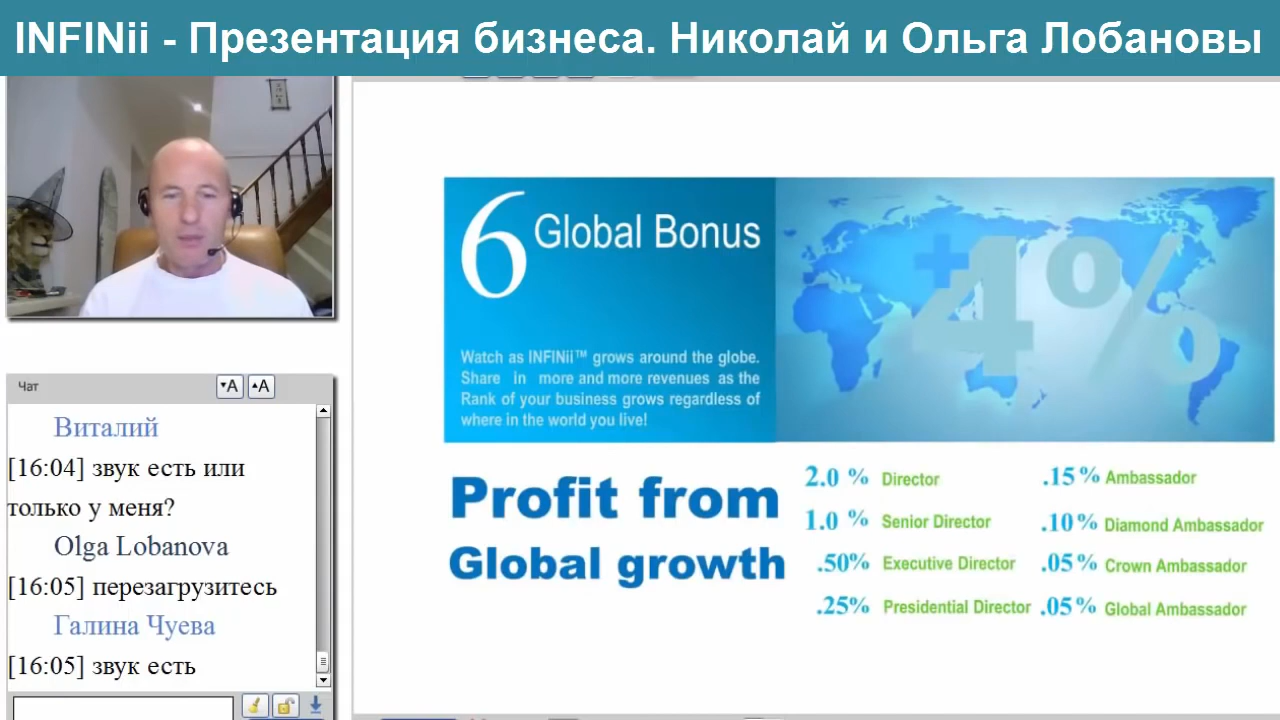 INFINii - Презентация бизнеса. Николай и Ольга Лобановы
Чат
▾A ▴A
Виталий
[16:04] звук есть или
только у меня?
Olga Lobanova
[16:05] перезагрузитесь
Галина Чуева
[16:05] звук есть
6 Global Bonus
+4%
Watch as INFINii™ grows around the globe.
Share in more and more revenues as the
Rank of your business grows regardless of
where in the world you live!
Profit from
Global growth
2.0 % Director
1.0 % Senior Director
.50% Executive Director
.25% Presidential Director
.15% Ambassador
.10% Diamond Ambassador
.05% Crown Ambassador
.05% Global Ambassador